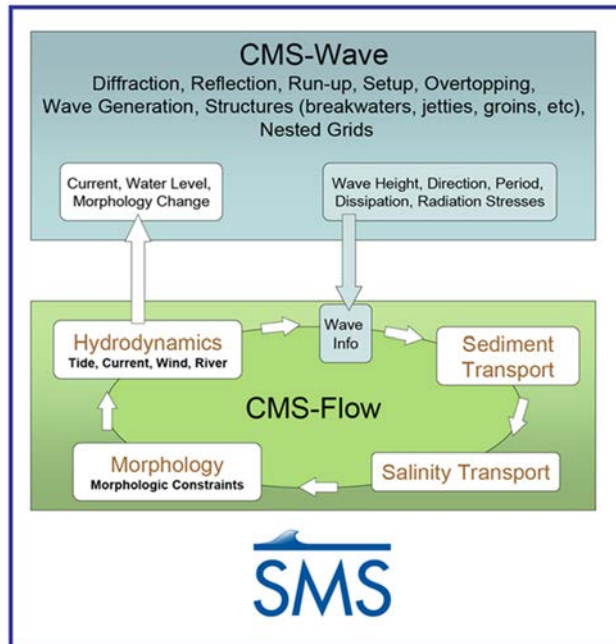 CMS-Wave
Diffraction, Reflection, Run-up, Setup, Overtopping,
Wave Generation, Structures (breakwaters, jetties, groins, etc),
Nested Grids
Current, Water Level,
Morphology Change
Wave Height, Direction, Period,
Dissipation, Radiation Stresses
Hydrodynamics
Tide, Current, Wind, River
Wave
Info
Sediment
Transport
CMS-Flow
Morphology
Morphologic Constraints
Salinity Transport
SMS